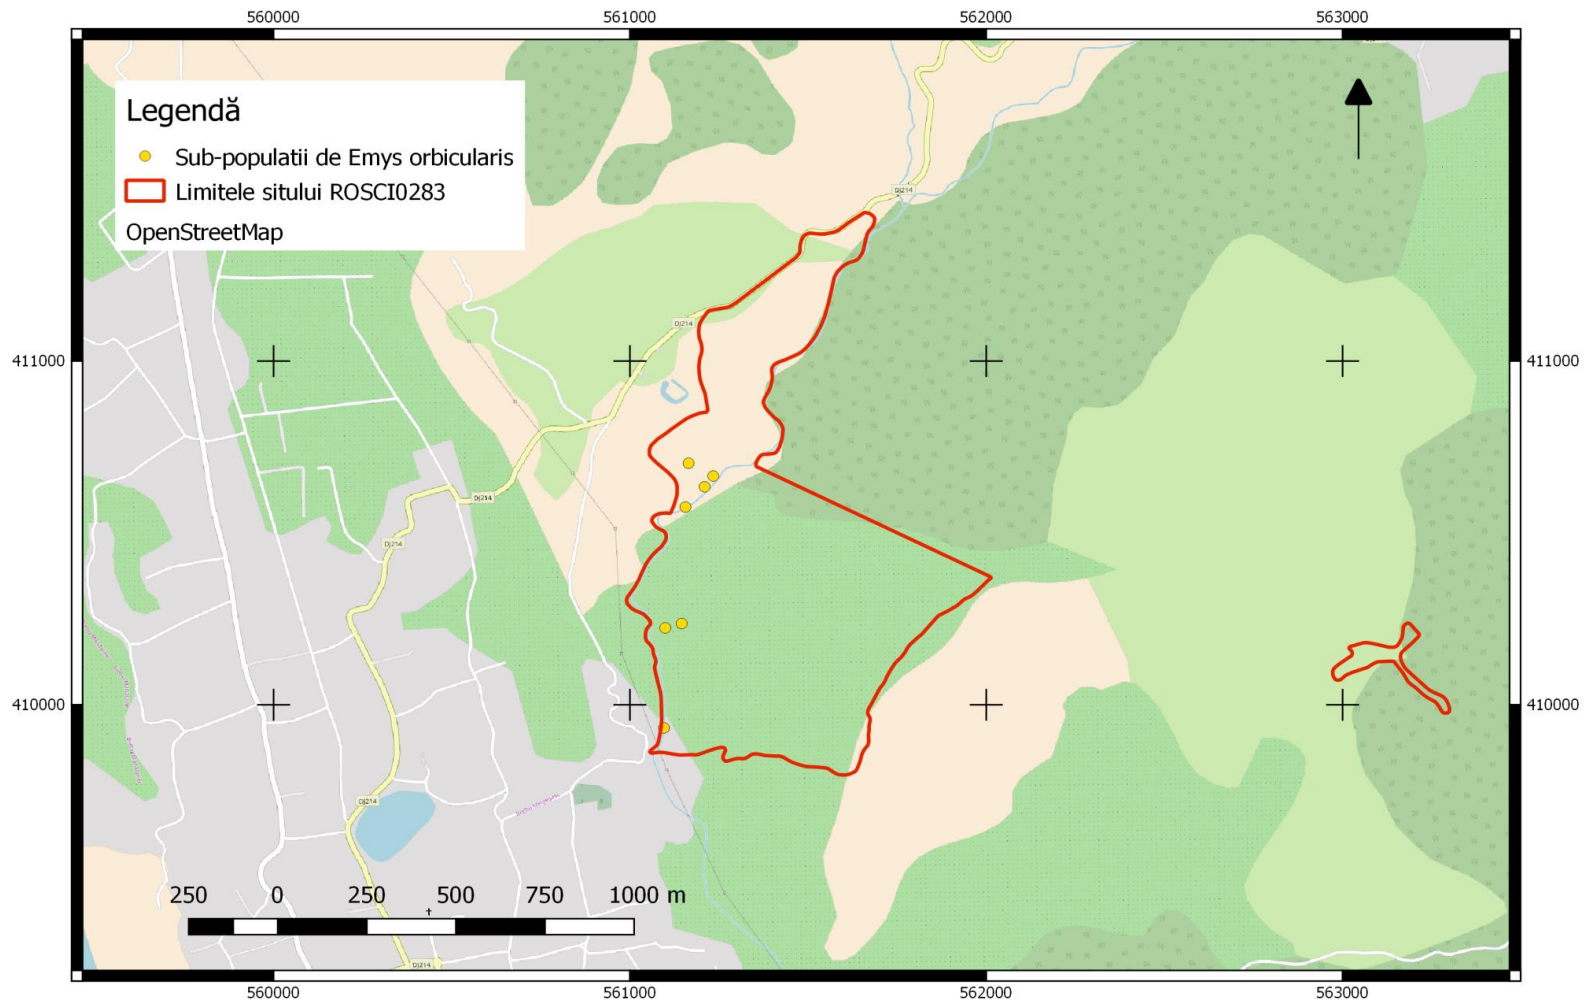 560000 561000 562000 563000
Legendă
Sub-populatii de Emys orbicularis
Limitele sitului ROSCI0283
OpenStreetMap
DJ214
DJ214
411000 411000
DJ214
DJ214
410000 410000
DJ214
250 0 250 500 750 1000 m
DJ214
560000 561000 562000 563000